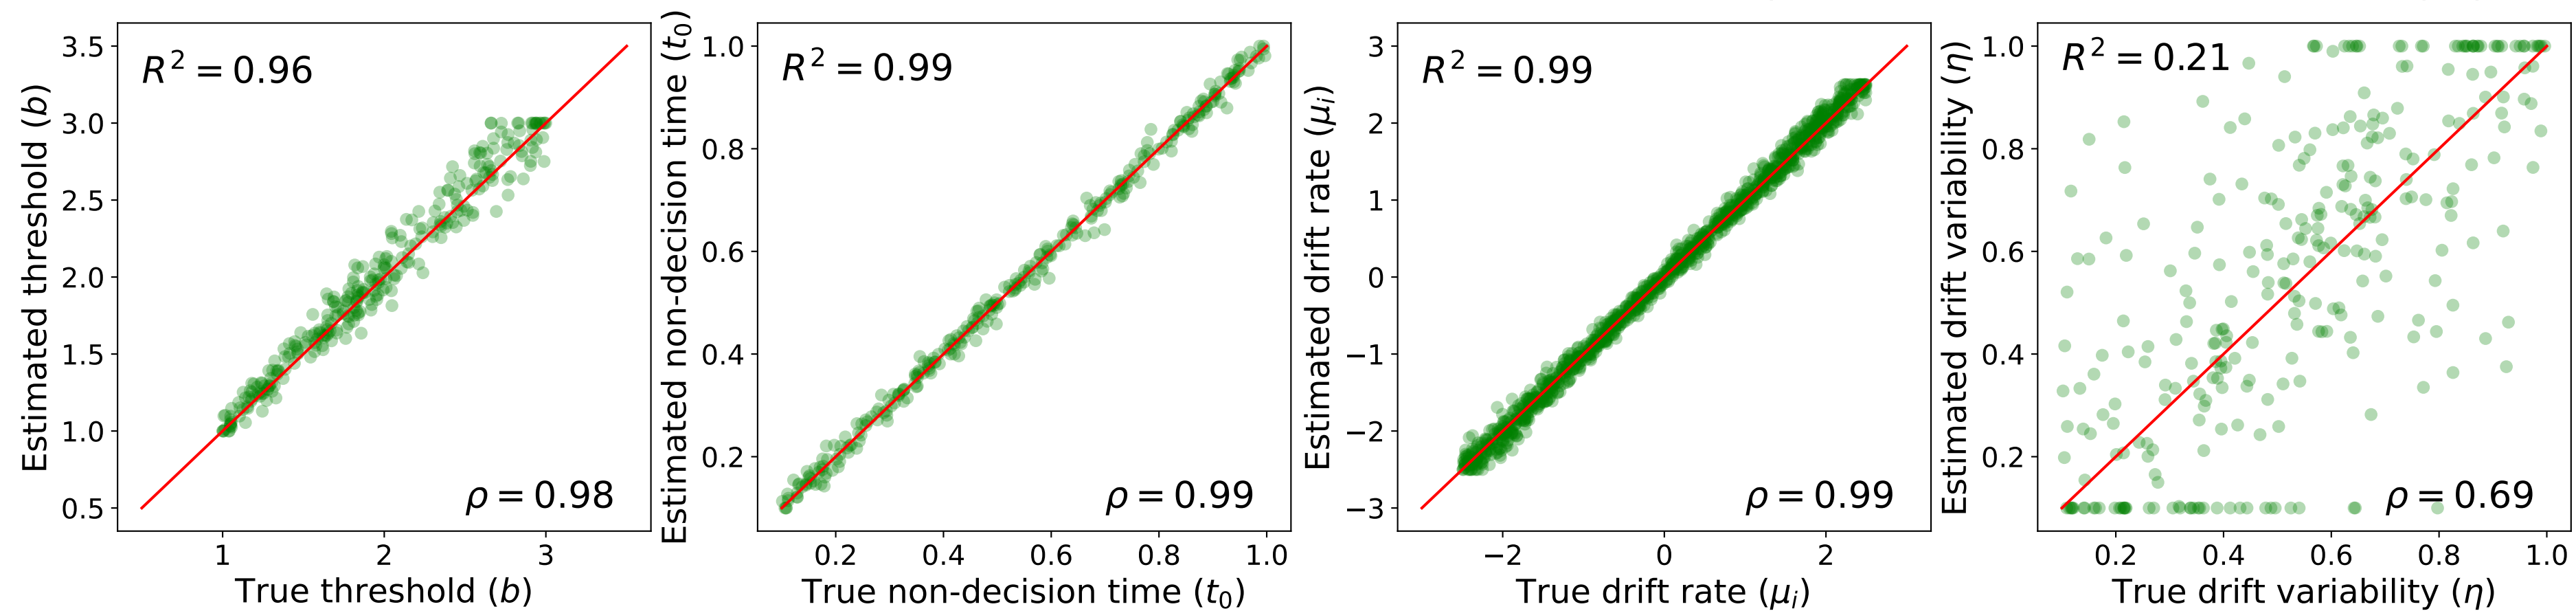 Estimated threshold (b)
3.5
3.0
2.5
2.0
1.5
1.0
0.5
R² = 0.96
ρ = 0.98
1 2 3
True threshold (b)
Estimated non-decision time (t₀)
1.0
0.8
0.6
0.4
0.2
R² = 0.99
ρ = 0.99
0.2 0.4 0.6 0.8 1.0
True non-decision time (t₀)
Estimated drift rate (μᵢ)
3
2
1
0
−1
−2
−3
R² = 0.99
ρ = 0.99
−2 0 2
True drift rate (μᵢ)
Estimated drift variability (η)
1.0
0.8
0.6
0.4
0.2
R² = 0.21
ρ = 0.69
0.2 0.4 0.6 0.8 1.0
True drift variability (η)